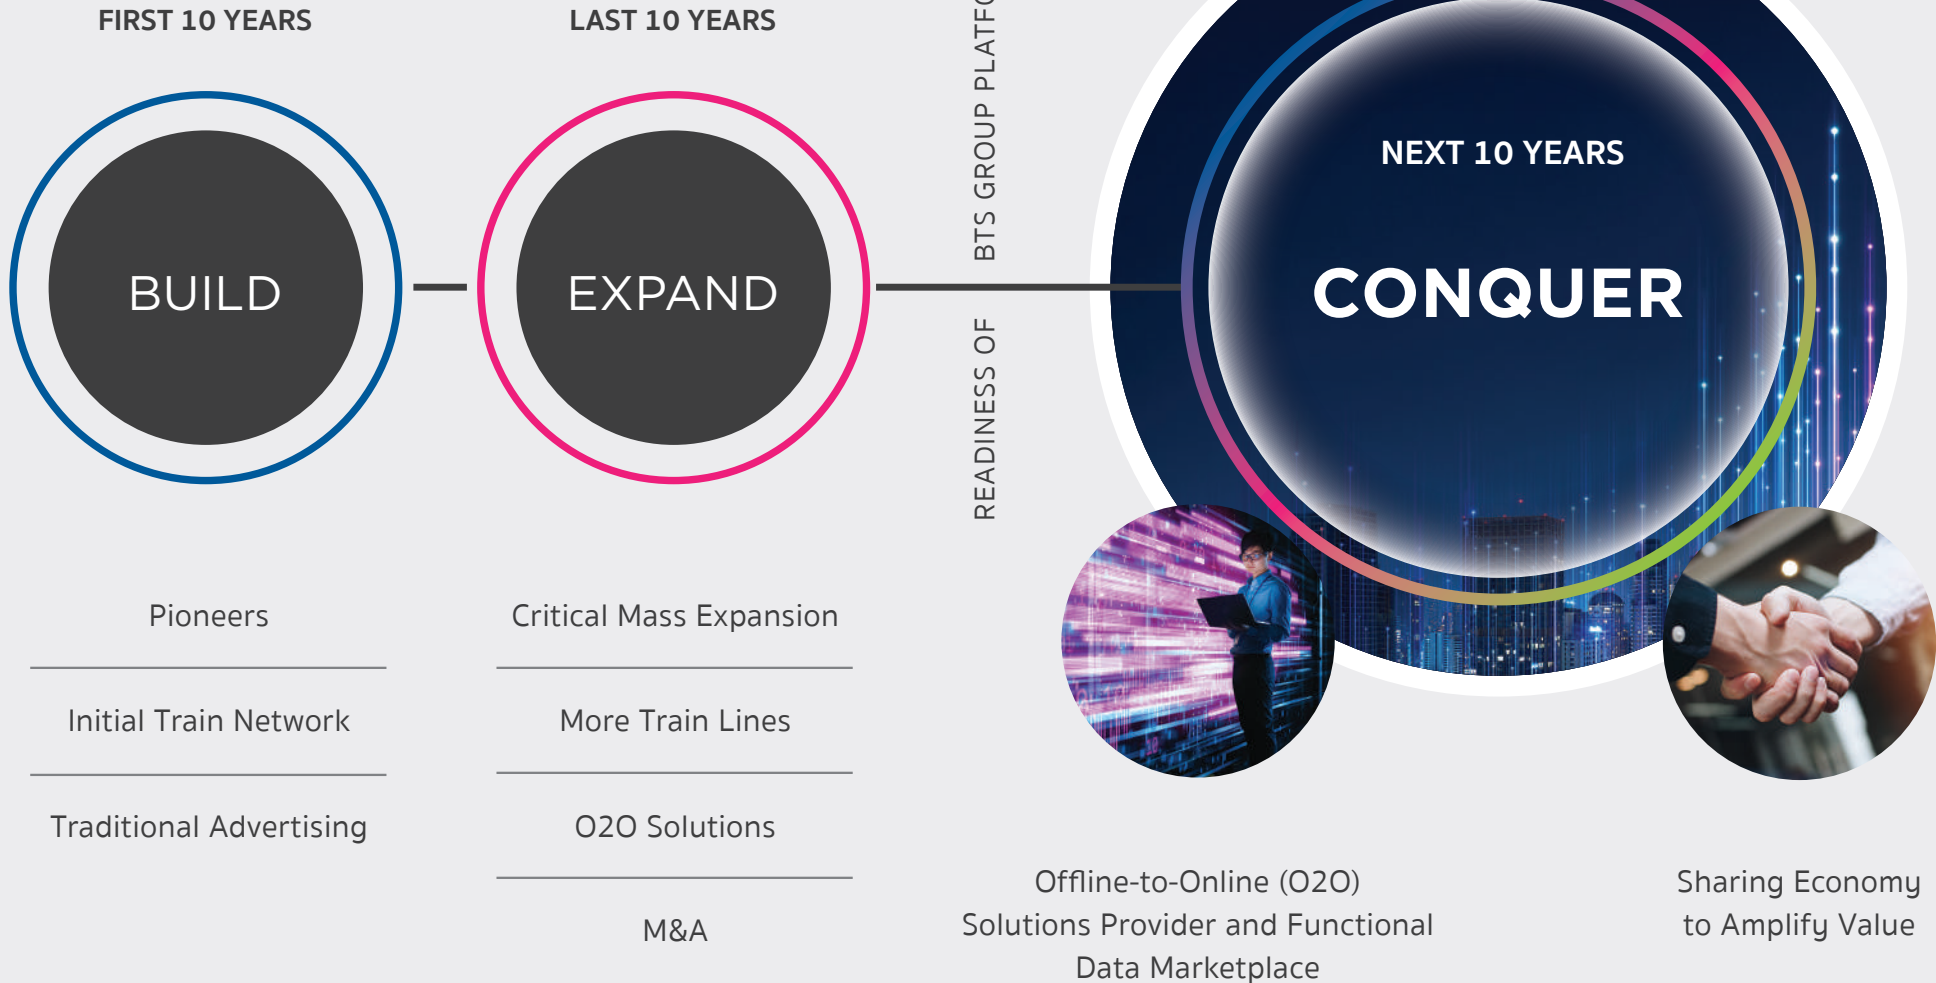 FIRST 10 YEARS
BUILD
Pioneers
Initial Train Network
Traditional Advertising
LAST 10 YEARS
EXPAND
Critical Mass Expansion
More Train Lines
O2O Solutions
M&A
READINESS OF BTS GROUP
NEXT 10 YEARS
CONQUER
Offline-to-Online (O2O)
Solutions Provider and Functional
Data Marketplace
Sharing Economy
to Amplify Value